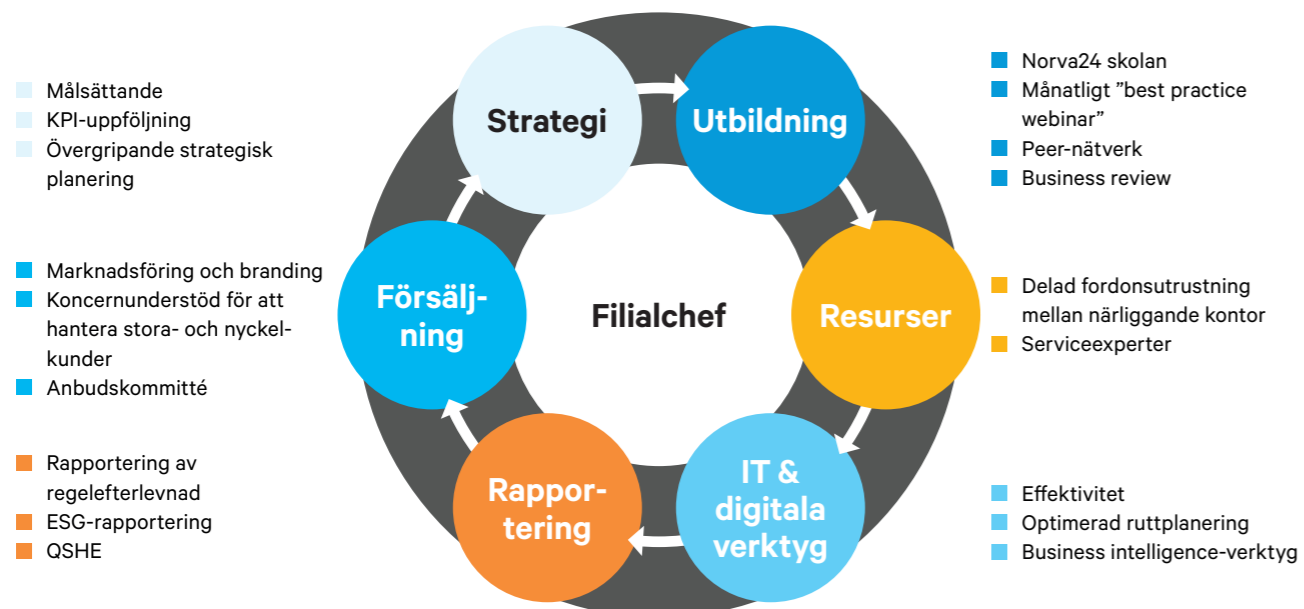 Målsättande
KPI-uppföljning
Övergripande strategisk
planering
Marknadsföring och branding
Koncernunderstöd för att
hantera stora- och nyckel-
kunder
Anbudskommitté
Rapportering av
regelefterlevnad
ESG-rapportering
QSHE
Strategi
Utbildning
Försälj-
ning
Filialchef
Resurser
Rappor-
tering
IT &
digitala
verktyg
Norva24 skolan
Månatligt ”best practice
webinar”
Peer-nätverk
Business review
Delad fordonsutrustning
mellan närliggande kontor
Serviceexperter
Effektivitet
Optimerad ruttplanering
Business intelligence-verktyg